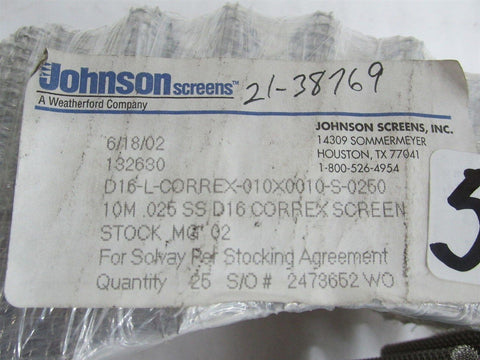 Johnson screens™
A Weatherford Company
21-38769
JOHNSON SCREENS, INC.
14309 SOMMERMEYER
HOUSTON, TX 77041
1-800-526-4954
6/18/02
132630
D16-L-CORREX-010X0010-S-0250
10M .025 SS D16 CORREX SCREEN
STOCK MG 02
For Solvay Per Stocking Agreement
Quantity 25 S/O # 2473652 WO
5